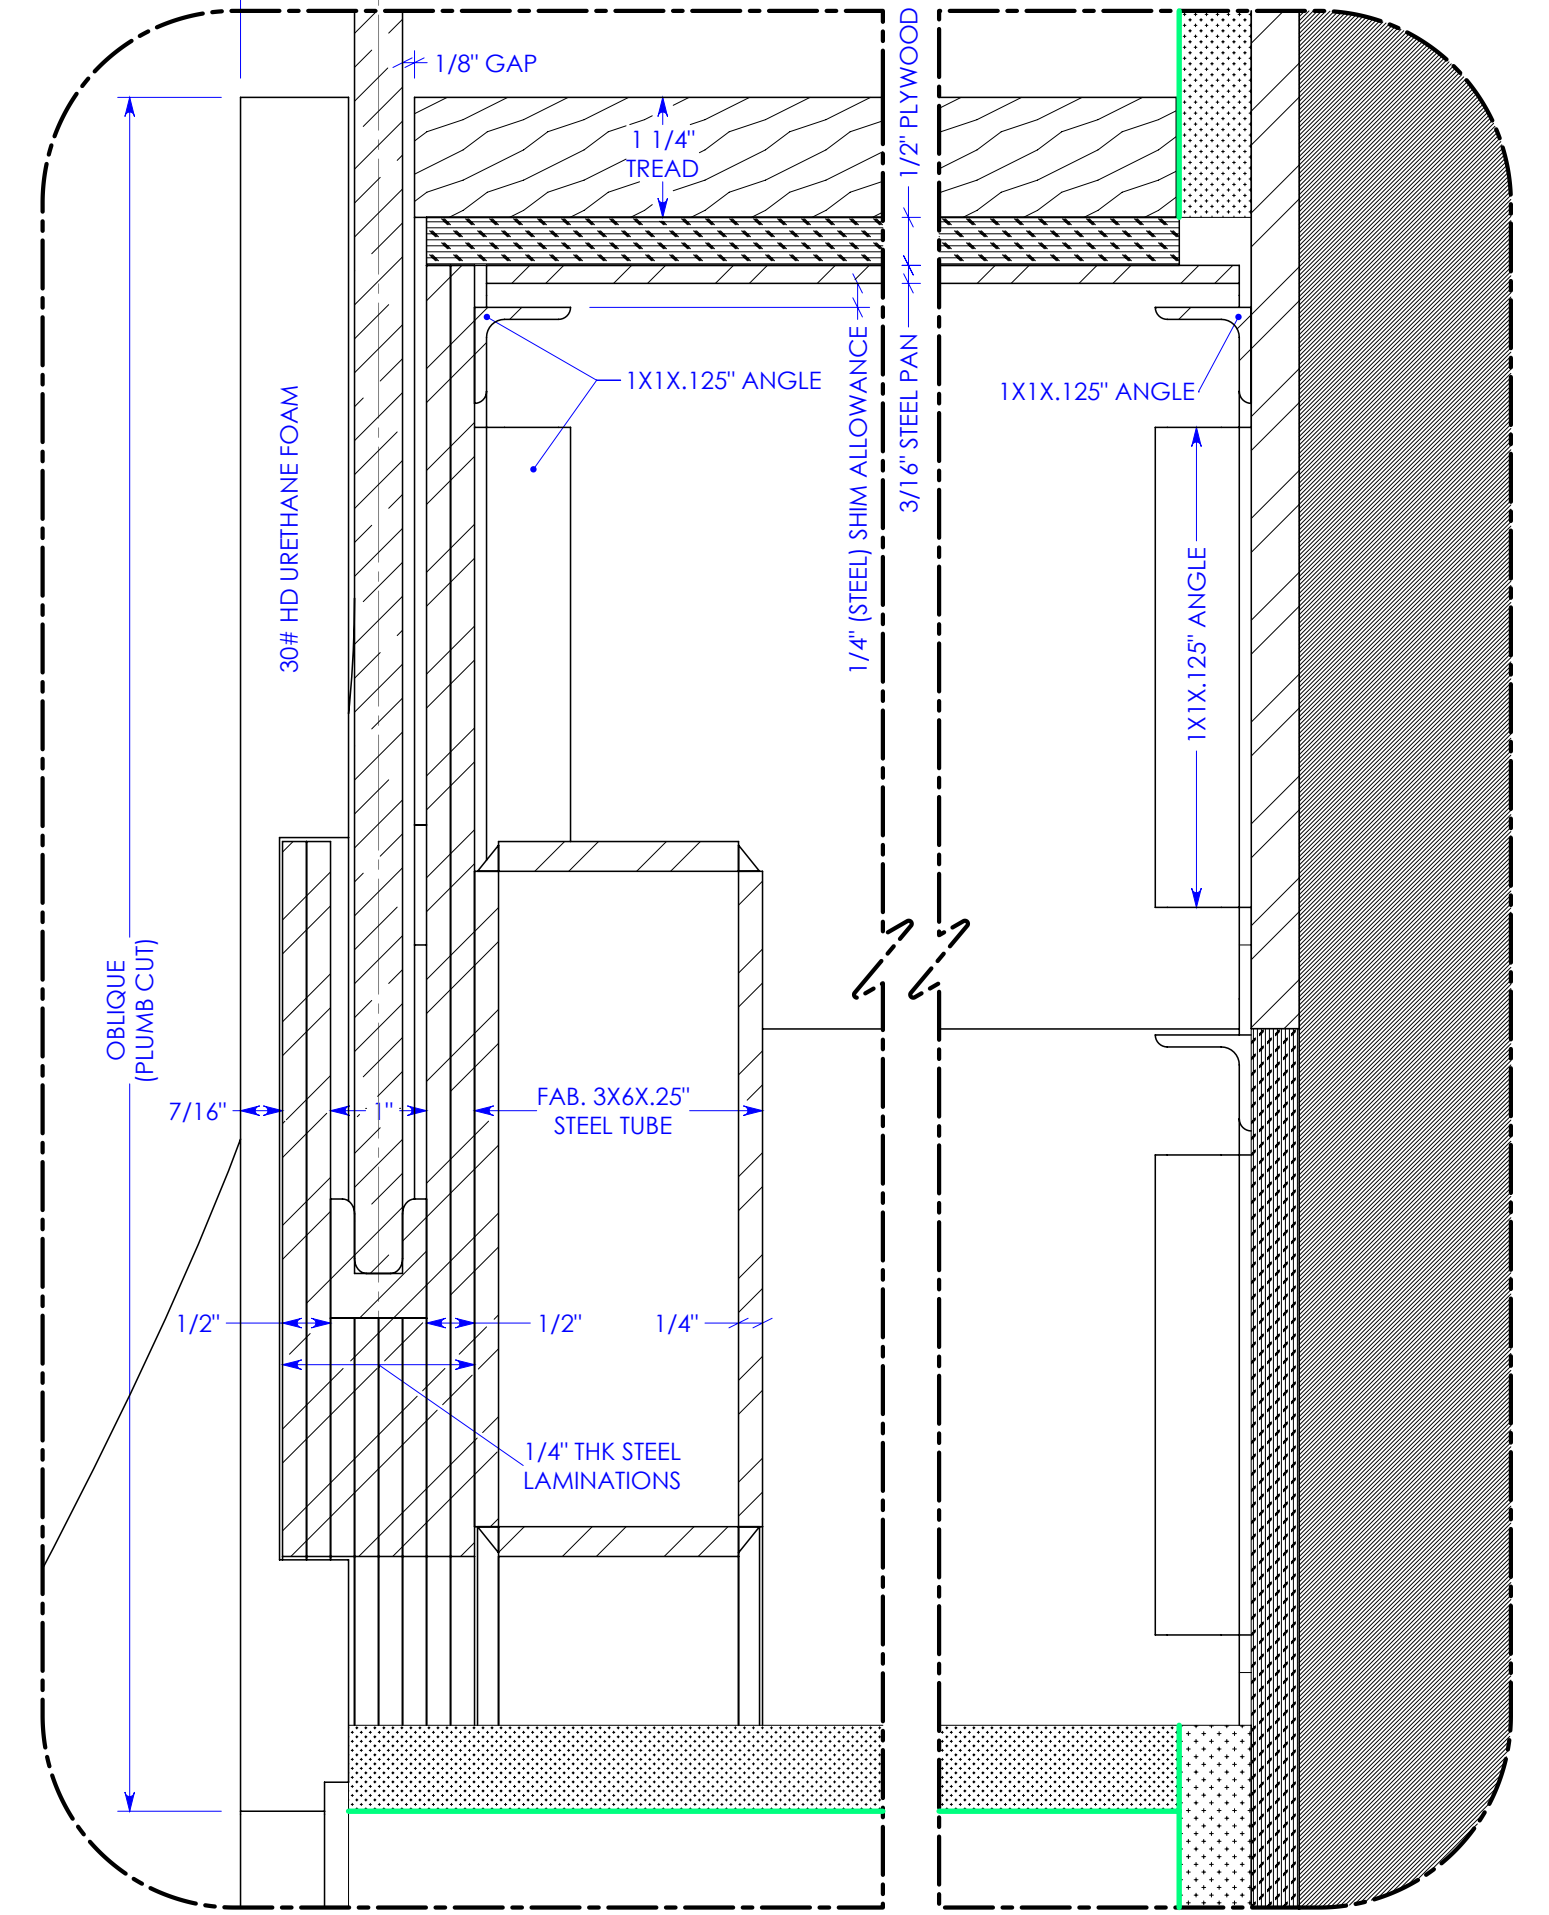 1/8" GAP
1/2" PLYWOOD
1 1/4"
TREAD
1X1X.125" ANGLE
1X1X.125" ANGLE
30# HD URETHANE FOAM
1/4" (STEEL) SHIM ALLOWANCE
3/16" STEEL PAN
1X1X.125" ANGLE
OBLIQUE
(PLUMB CUT)
7/16"
1"
FAB. 3X6X.25"
STEEL TUBE
1/2"
1/2"
1/4"
1/4" THK STEEL
LAMINATIONS